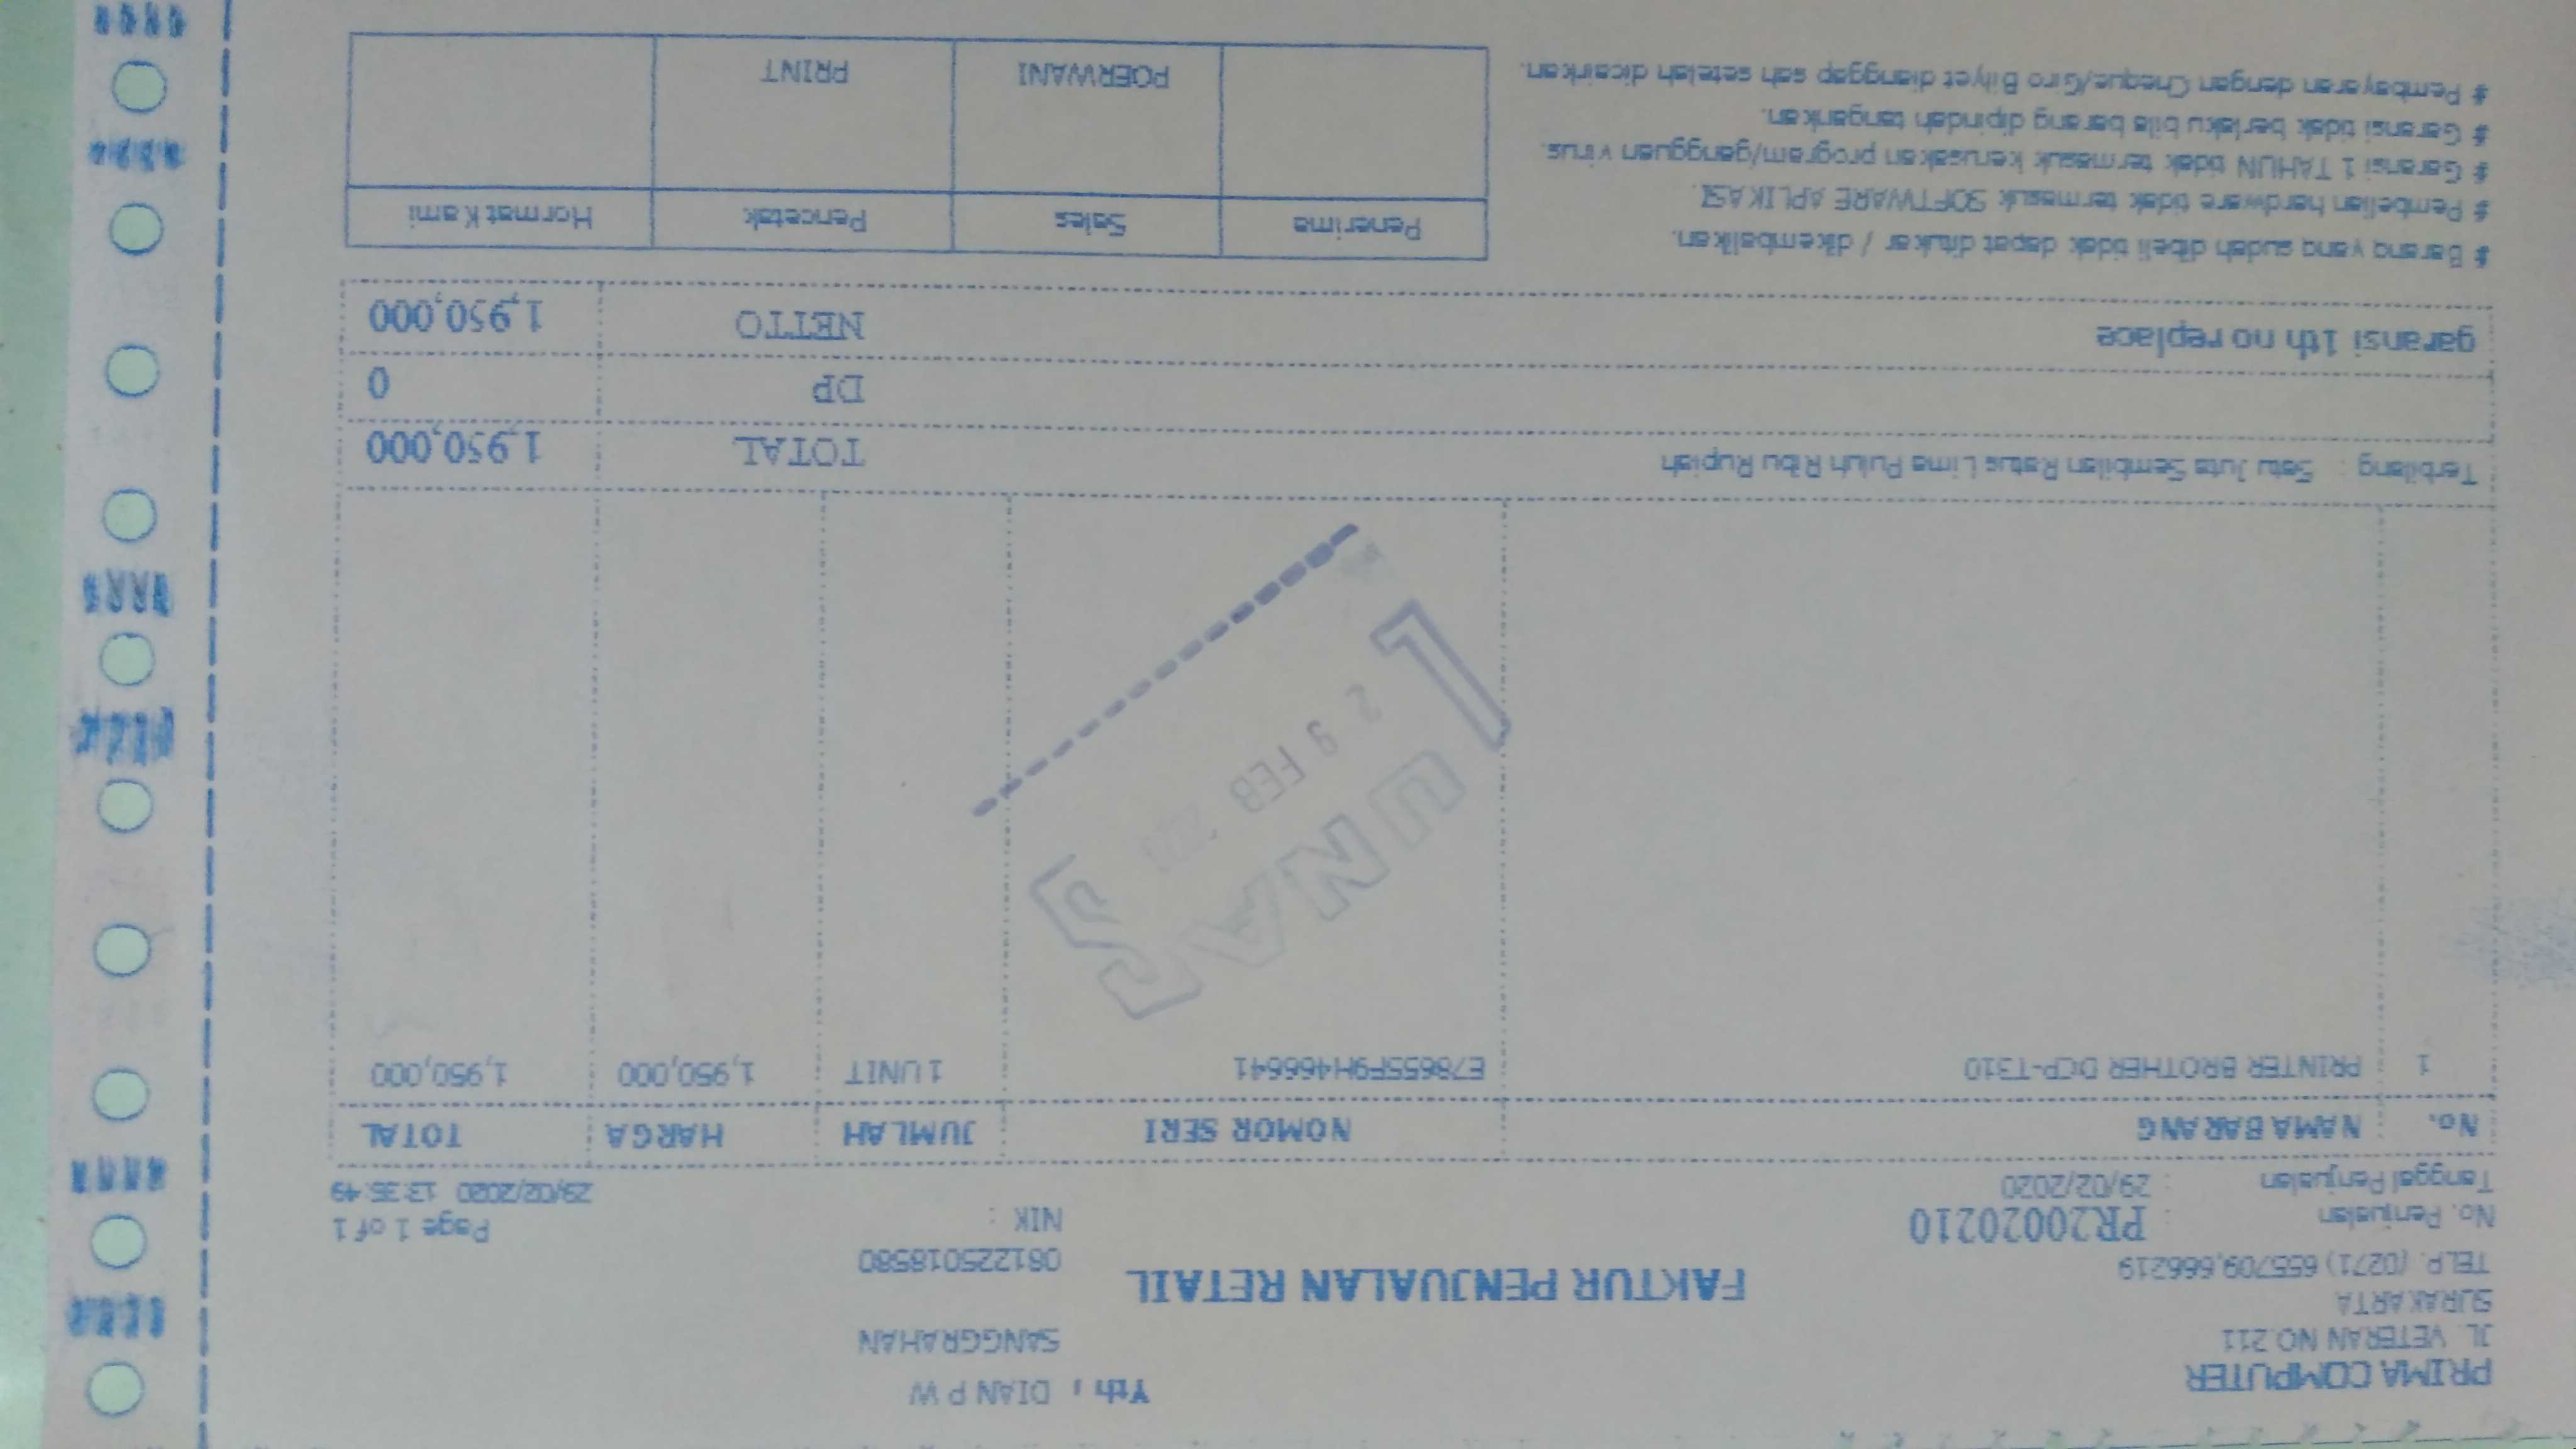 PRIMA COMPUTER
JL. VETERAN NO.211
SURAKARTA
TELP. (0271) 655709,666219
No. Penjualan : PR20020210
Tanggal Penjualan : 29/02/2020
FAKTUR PENJUALAN RETAIL
Yth, DIAN P W
SANGGRAHAN
081225018580
NIK :
Page 1 of 1
29/02/2020 13:35:49
No. NAMA BARANG NOMOR SERI JUMLAH HARGA TOTAL
1 PRINTER BROTHER DCP-T310 E78655F9H466641 1 UNIT 1,950,000 1,950,000
LUNAS
29 FEB
Terbilang : Satu Juta Sembilan Ratus Lima Puluh Ribu Rupiah TOTAL 1,950,000
DP 0
garansi 1th no replace NETTO 1,950,000
# Barang yang sudah dibeli tidak dapat ditukar / dikembalikan.
# Pembelian hardware tidak termasuk SOFTWARE APLIKASI.
# Garansi 1 TAHUN tidak termasuk kerusakan program/gangguan virus.
# Garansi tidak berlaku bila barang dipindah tangankan.
# Pembayaran dengan Cheque/Giro Bilyet dianggap sah setelah dicairkan.
Penerima Sales Pencetak Hormat Kami
POERWANI PRINT